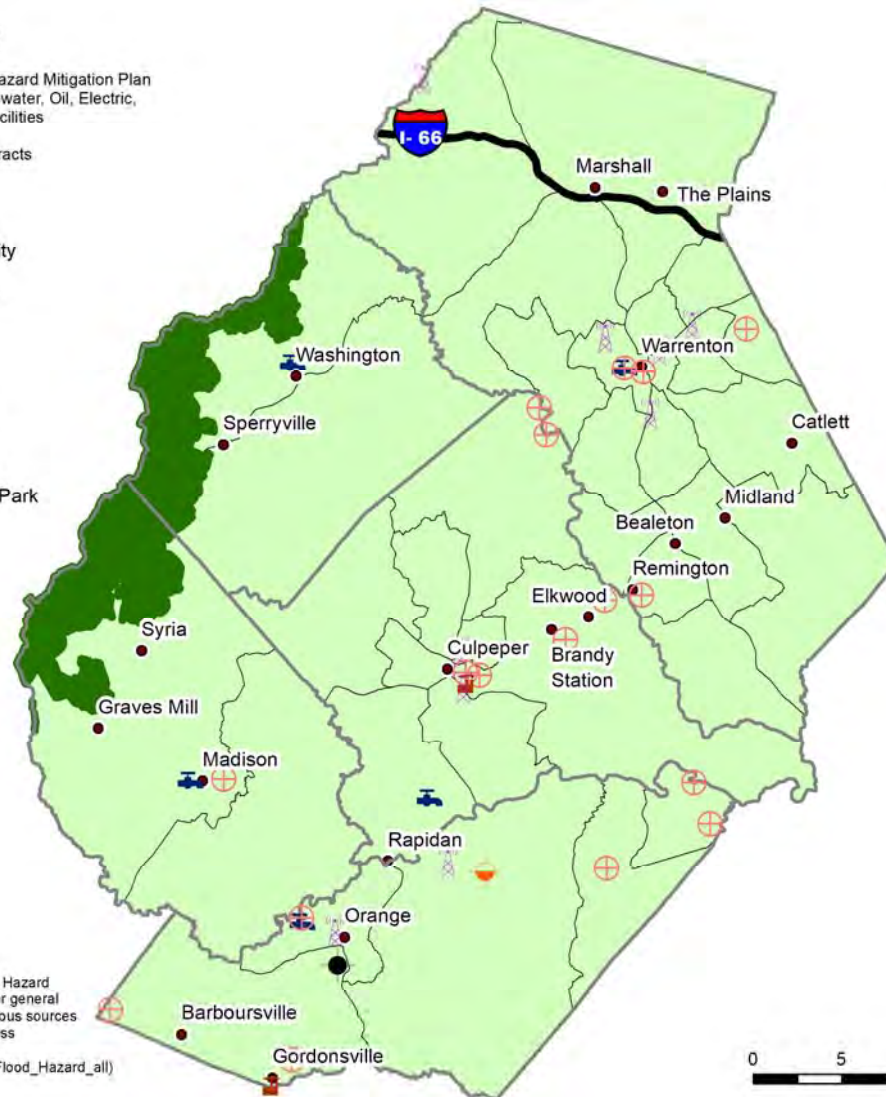 azard Mitigation Plan
water, Oil, Electric,
cilities
racts
ity
Park
I- 66
Marshall
The Plains
Warrenton
Washington
Sperryville
Catlett
Midland
Bealeton
Remington
Elkwood
Brandy
Station
Culpeper
Syria
Graves Mill
Madison
Rapidan
Orange
Barboursville
Gordonsville
Hazard
r general
ous sources
ss
Flood_Hazard_all)
0 5